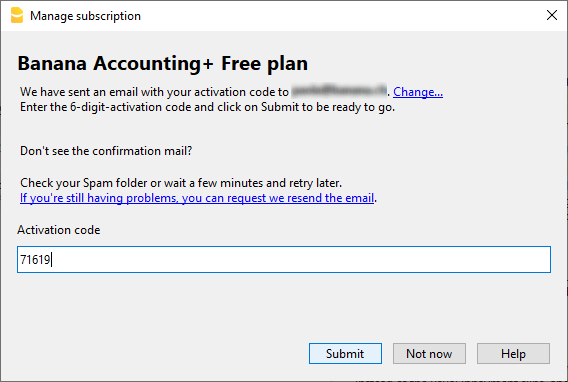 Manage subscription
Banana Accounting+ Free plan
We have sent an email with your activation code to . Change...
Enter the 6-digit-activation code and click on Submit to be ready to go.
Don't see the confirmation mail?
Check your Spam folder or wait a few minutes and retry later.
If you're still having problems, you can request we resend the email.
Activation code
71619
Submit
Not now
Help